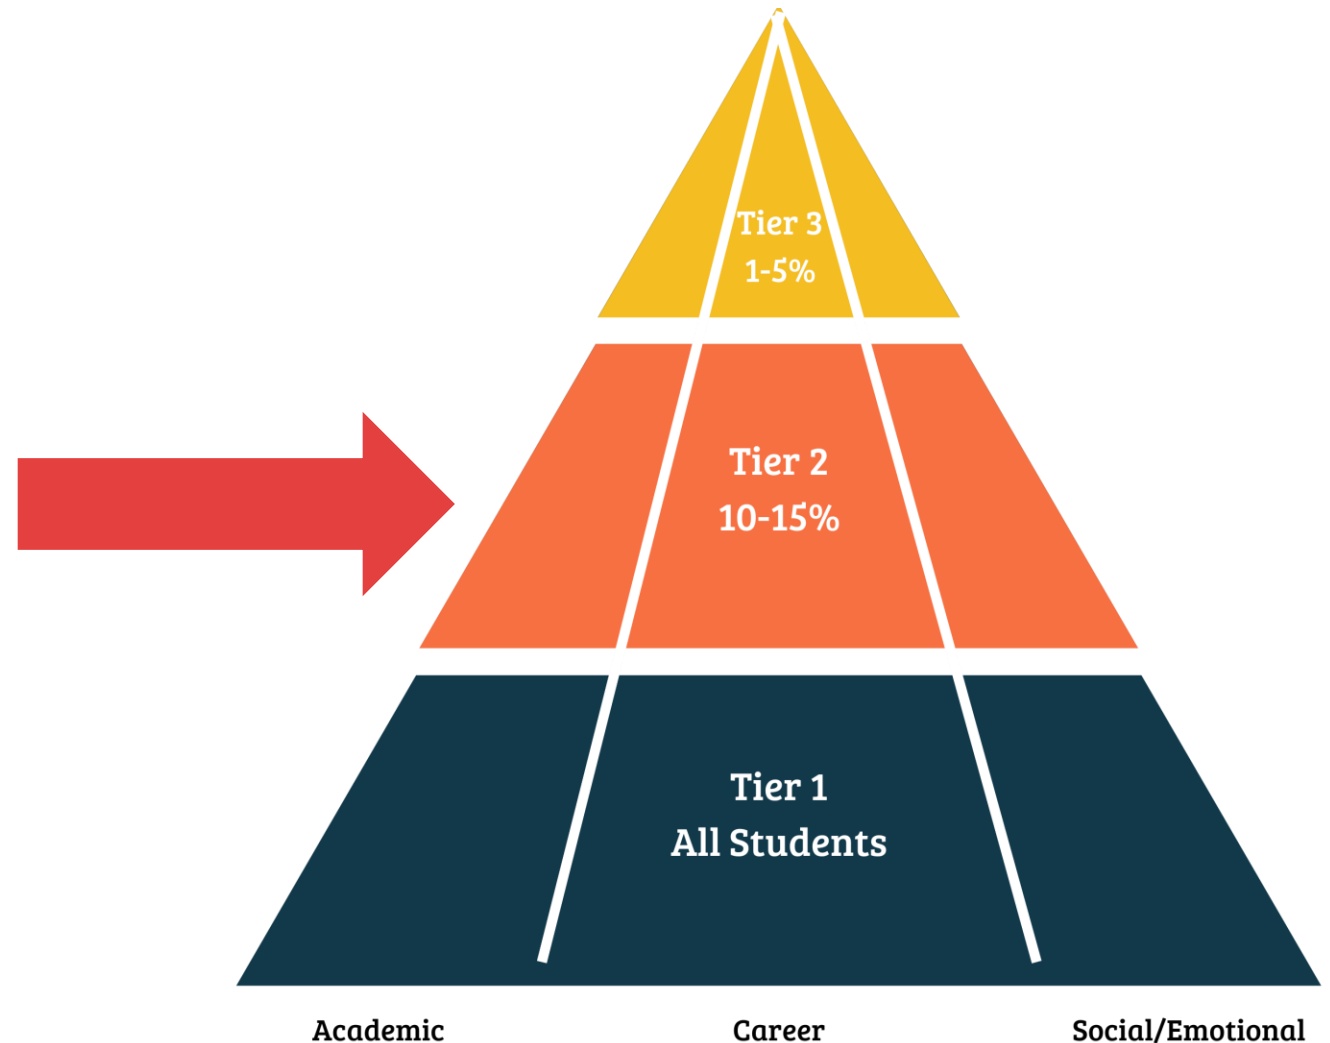 Tier 3
1-5%
Tier 2
10-15%
Tier 1
All Students
Academic
Career
Social/Emotional